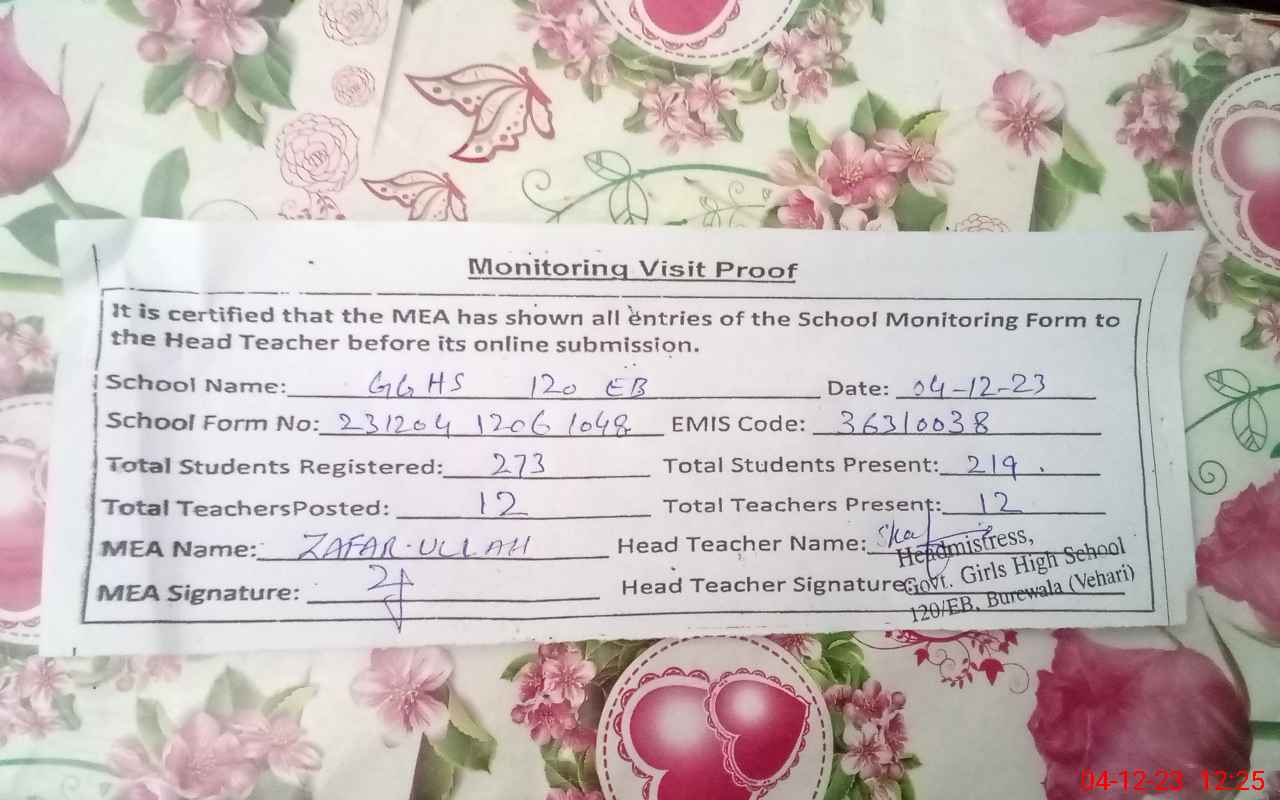 Monitoring Visit Proof
It is certified that the MEA has shown all entries of the School Monitoring Form to
the Head Teacher before its online submission.
School Name: GGHS 120 EB Date: 04-12-23
School Form No: 231204 1206 1048 EMIS Code: 36310038
Total Students Registered: 273 Total Students Present: 219
Total TeachersPosted: 12 Total Teachers Present: 12
MEA Name: ZAFAR-ULLAH Head Teacher Name:
Headmistress,
MEA Signature: Head Teacher Signature:
Govt. Girls High School
120/EB, Burewala (Vehari)
04-12-23 12:25